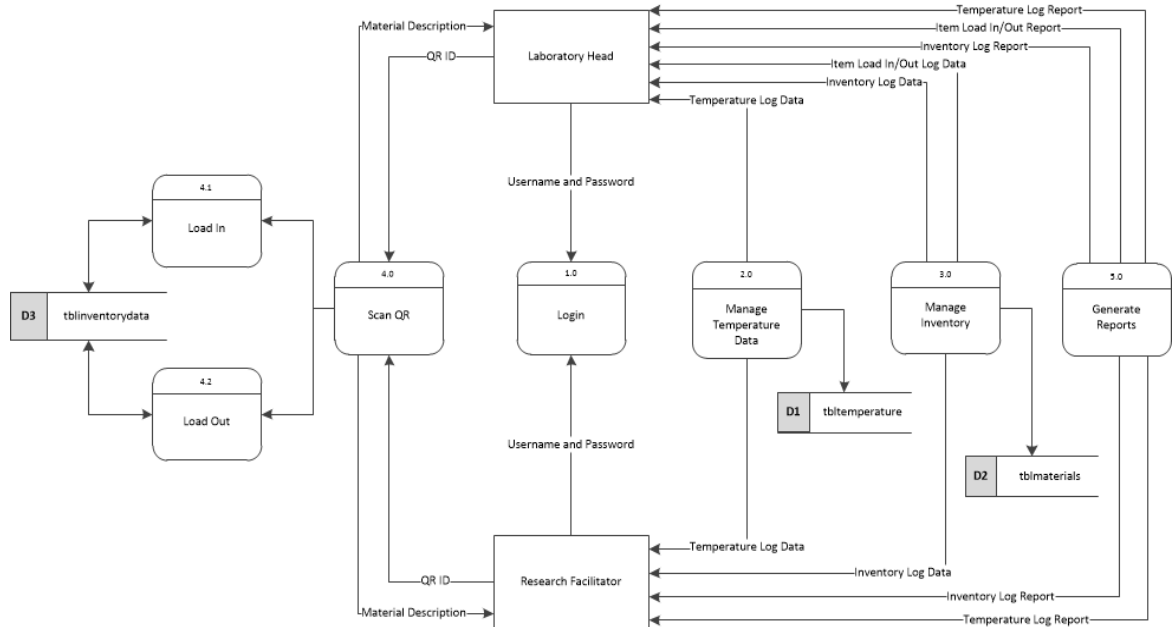 Temperature Log Report
Material Description
Item Load In/Out Report
Inventory Log Report
QR ID
Laboratory Head
Item Load In/Out Log Data
Inventory Log Data
Temperature Log Data
Username and Password
4.1
Load In
4.0
Scan QR
1.0
Login
2.0
Manage
Temperature
Data
3.0
Manage
Inventory
5.0
Generate
Reports
D3
tblinventorydata
4.2
Load Out
D1
tbltemperature
Username and Password
D2
tblmaterials
Temperature Log Data
QR ID
Research Facilitator
Inventory Log Data
Inventory Log Report
Material Description
Temperature Log Report